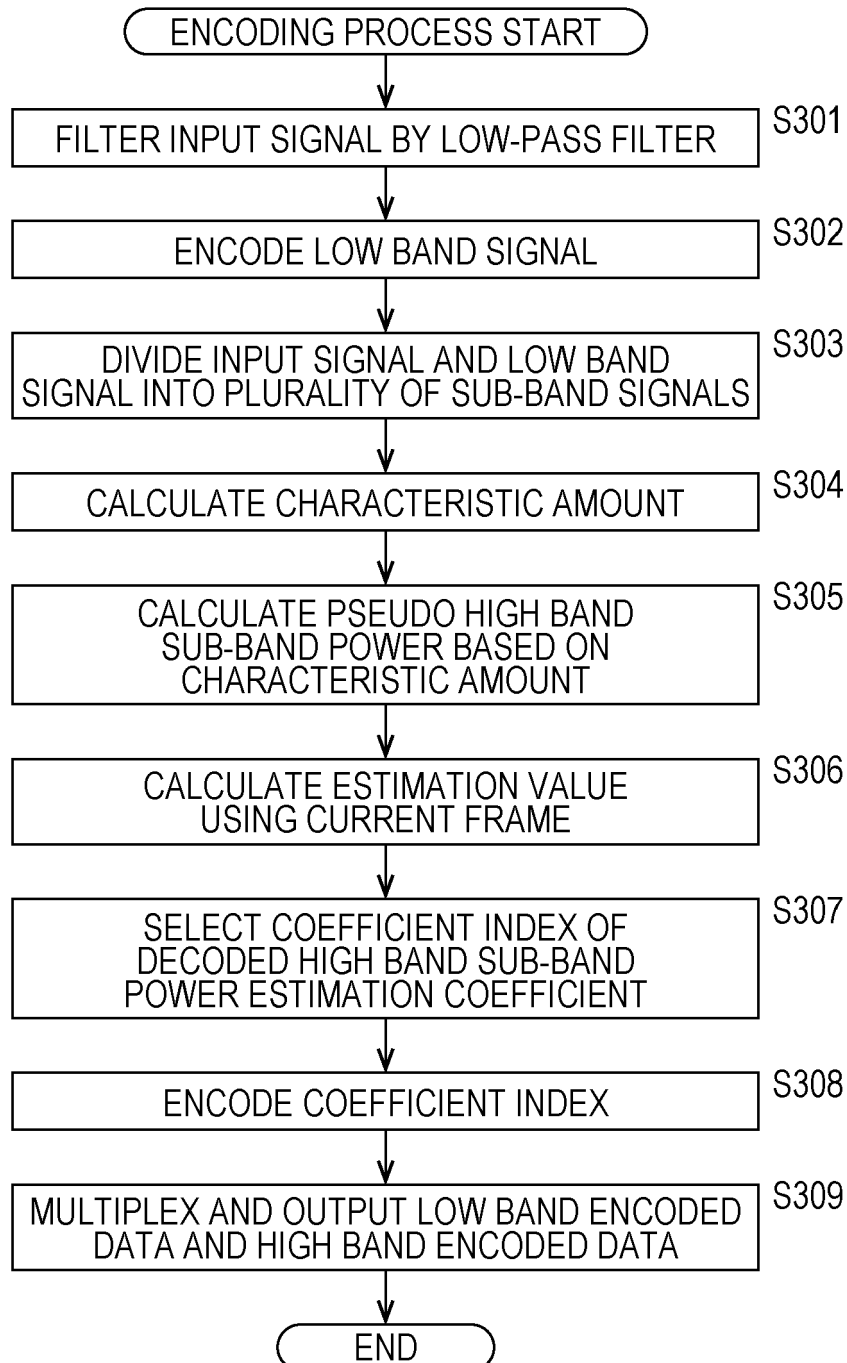 ENCODING PROCESS START
S301
FILTER INPUT SIGNAL BY LOW-PASS FILTER
S302
ENCODE LOW BAND SIGNAL
S303
DIVIDE INPUT SIGNAL AND LOW BAND
SIGNAL INTO PLURALITY OF SUB-BAND SIGNALS
S304
CALCULATE CHARACTERISTIC AMOUNT
S305
CALCULATE PSEUDO HIGH BAND
SUB-BAND POWER BASED ON
CHARACTERISTIC AMOUNT
S306
CALCULATE ESTIMATION VALUE
USING CURRENT FRAME
S307
SELECT COEFFICIENT INDEX OF
DECODED HIGH BAND SUB-BAND
POWER ESTIMATION COEFFICIENT
S308
ENCODE COEFFICIENT INDEX
S309
MULTIPLEX AND OUTPUT LOW BAND ENCODED
DATA AND HIGH BAND ENCODED DATA
END